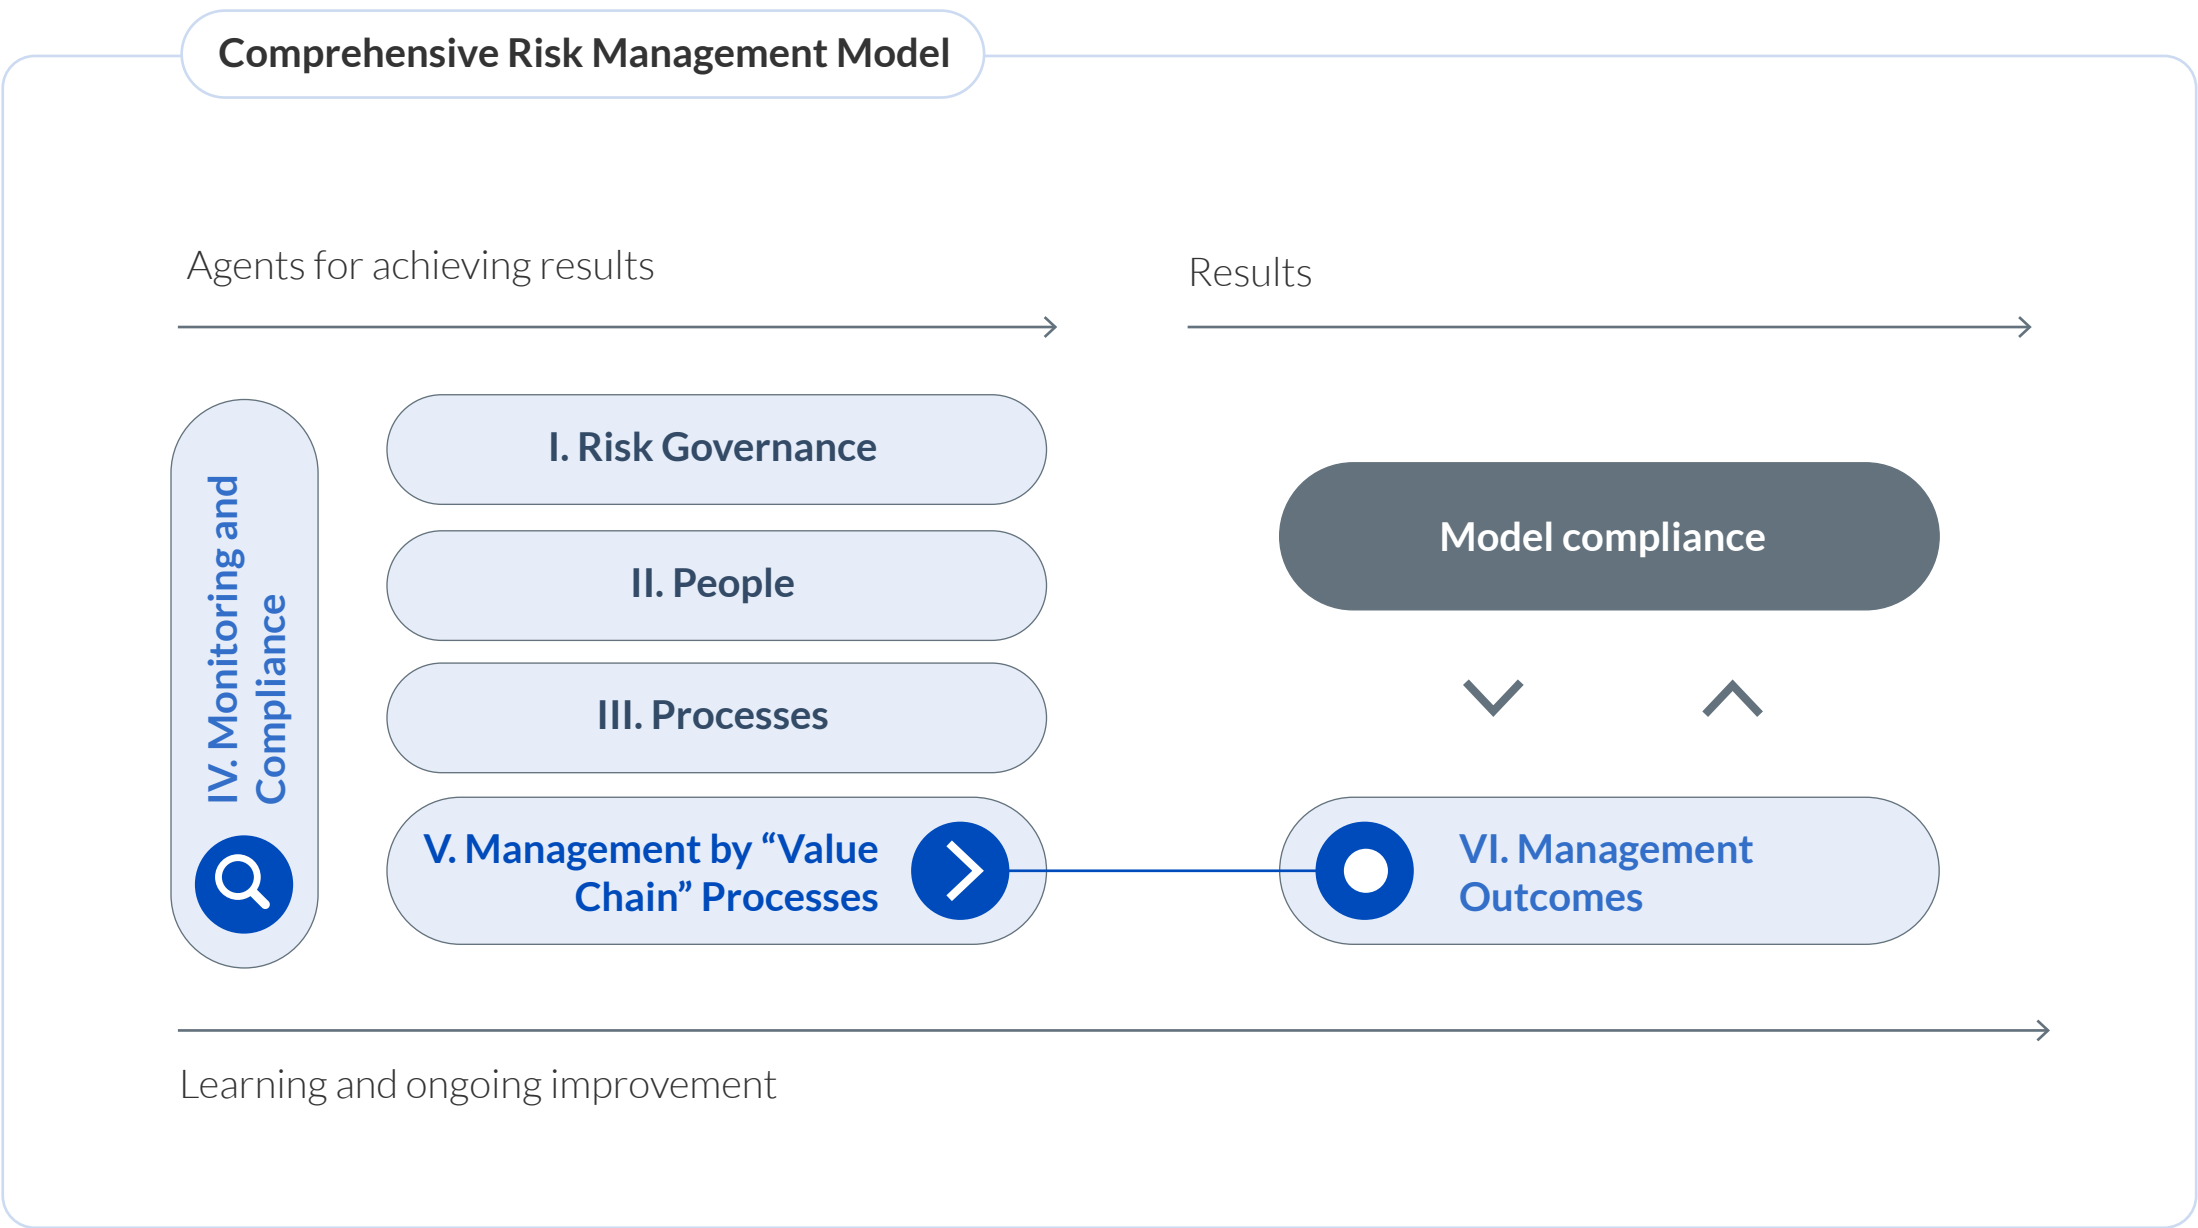 Comprehensive Risk Management Model
Agents for achieving results
Results
IV. Monitoring and
Compliance
I. Risk Governance
II. People
III. Processes
V. Management by “Value
Chain” Processes
Model compliance
VI. Management
Outcomes
Learning and ongoing improvement